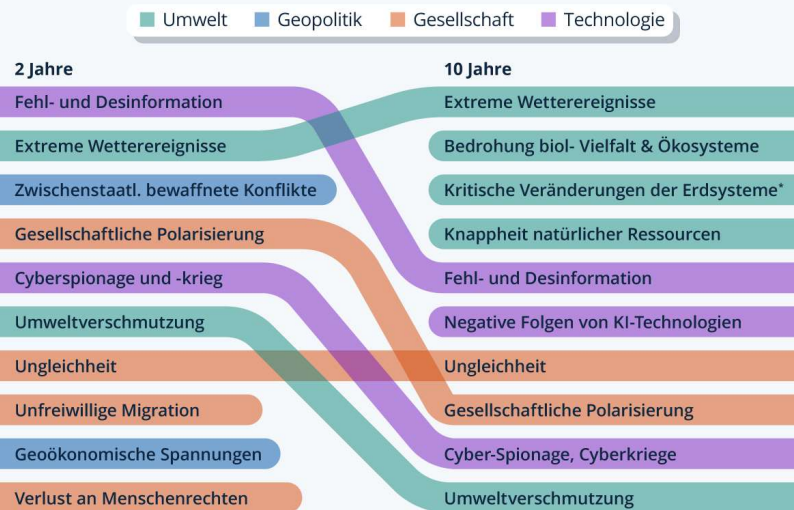 Umwelt
Geopolitik
Gesellschaft
Technologie
2 Jahre
Fehl- und Desinformation
Extreme Wetterereignisse
Zwischenstaatl. bewaffnete Konflikte
Gesellschaftliche Polarisierung
Cyberspionage und -krieg
Umweltverschmutzung
Ungleichheit
Unfreiwillige Migration
Geoökonomische Spannungen
Verlust an Menschenrechten
10 Jahre
Extreme Wetterereignisse
Bedrohung biol- Vielfalt & Ökosysteme
Kritische Veränderungen der Erdsysteme*
Knappheit natürlicher Ressourcen
Fehl- und Desinformation
Negative Folgen von KI-Technologien
Ungleichheit
Gesellschaftliche Polarisierung
Cyber-Spionage, Cyberkriege
Umweltverschmutzung